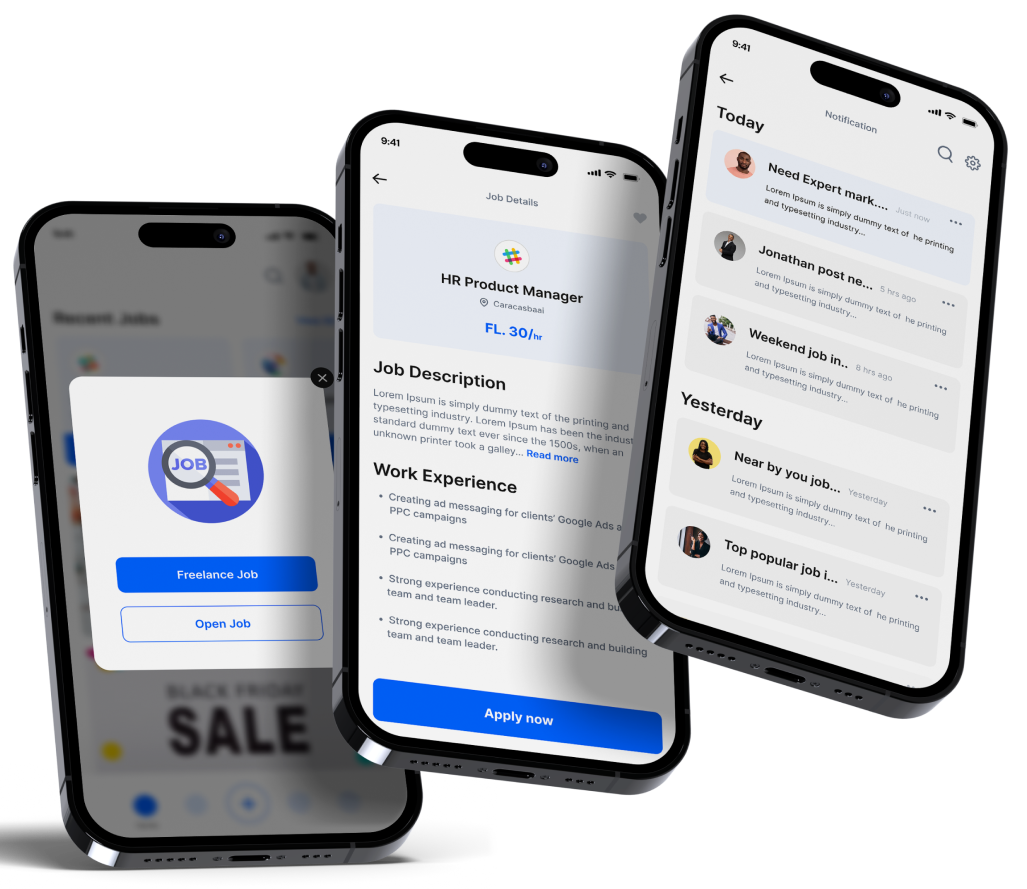 Recent Jobs
JOB
Freelance Job
Open Job
BLACK FRIDAY
SALE
9:41
Job Details
HR Product Manager
Caracasbaai
FL. 30/hr
Job Description
Lorem Ipsum is simply dummy text of the printing and
typesetting industry. Lorem Ipsum has been the indust
standard dummy text ever since the 1500s, when an
unknown printer took a galley... Read more
Work Experience
• Creating ad messaging for clients' Google Ads a
PPC campaigns
• Creating ad messaging for clients' Google Ads
PPC campaigns
• Strong experience conducting research and bui
team and team leader.
• Strong experience conducting research and building
team and team leader.
Apply now
9:41
Notification
Today
Need Expert mark.... Just now
Lorem Ipsum is simply dummy text of he printing
and typesetting industry...
Jonathan post ne... 5 hrs ago
Lorem Ipsum is simply dummy text of he printing
and typesetting industry...
Weekend job in.. 8 hrs ago
Lorem Ipsum is simply dummy text of he printing
and typesetting industry...
Yesterday
Near by you job... Yesterday
Lorem Ipsum is simply dummy text of he printing
and typesetting industry...
Top popular job i... Yesterday
Lorem Ipsum is simply dummy text of he printing
and typesetting industry...